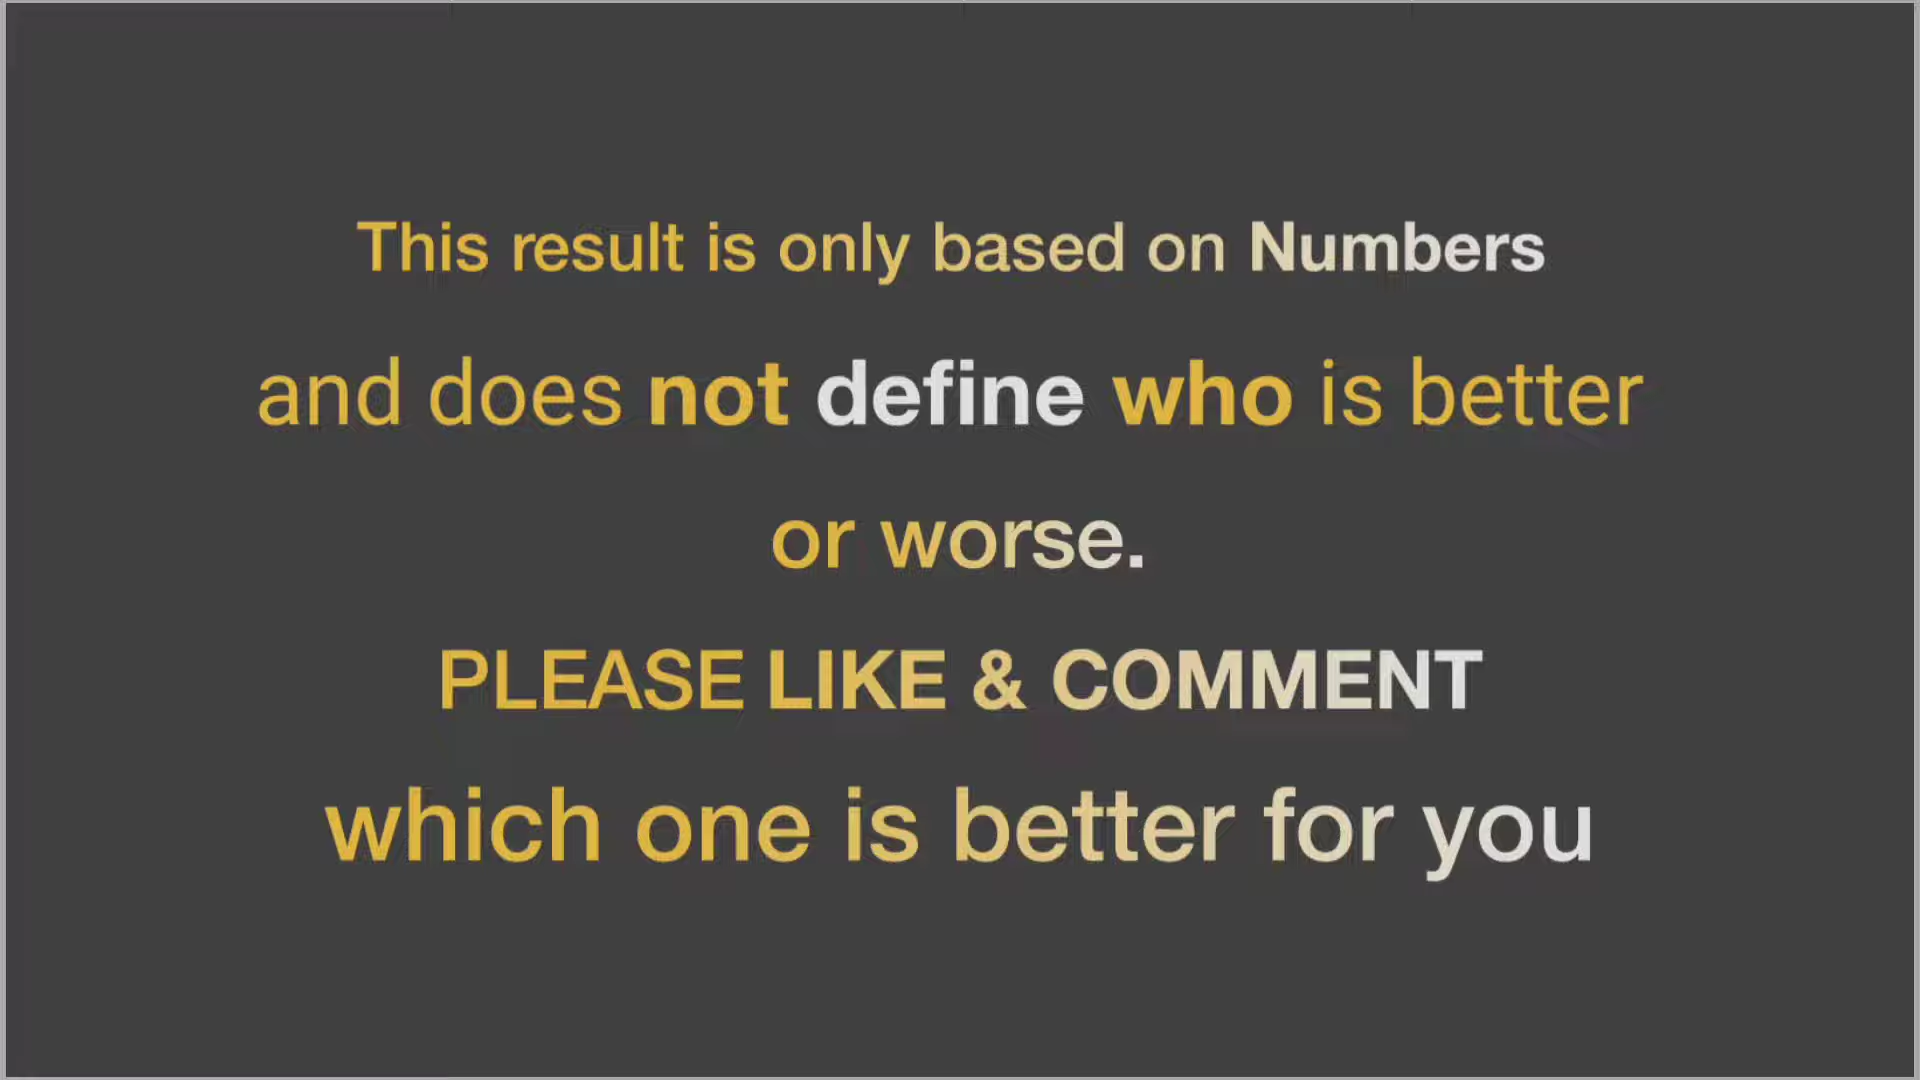 This result is only based on Numbers
and does not define who is better
or worse.
PLEASE LIKE & COMMENT
which one is better for you